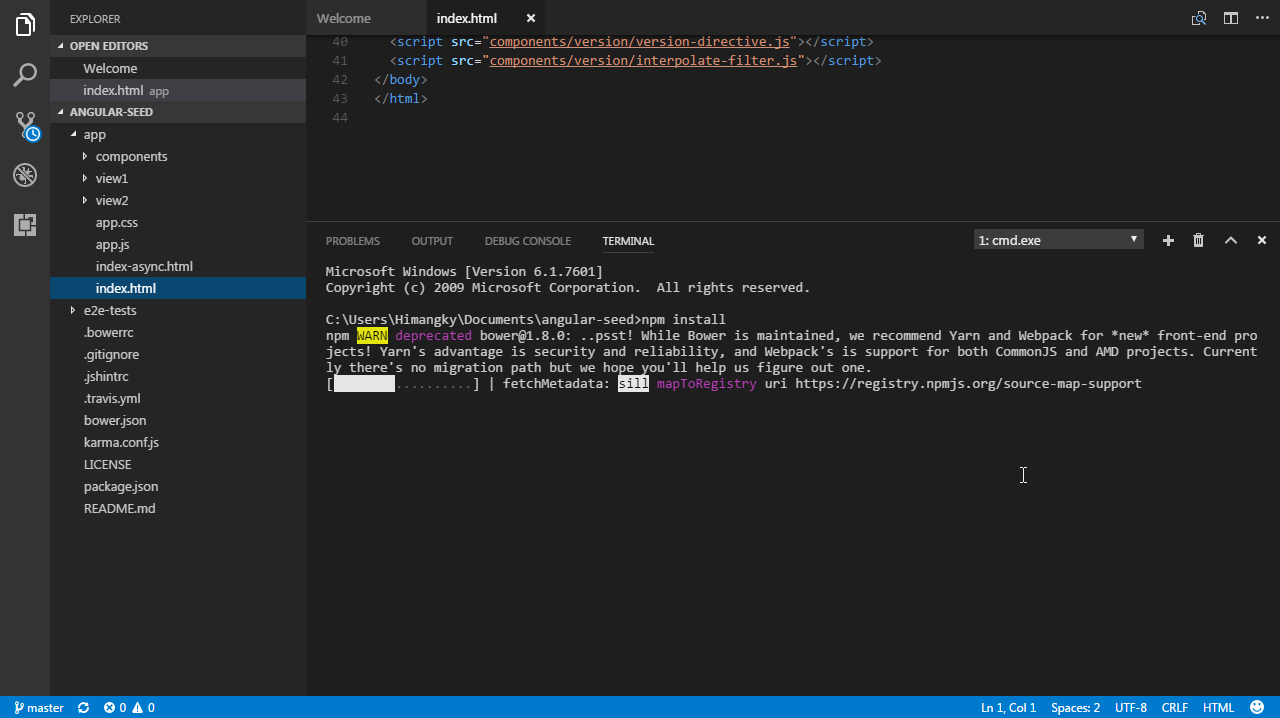 EXPLORER
OPEN EDITORS
Welcome
index.html app
ANGULAR-SEED
app
components
view1
view2
app.css
app.js
index-async.html
index.html
e2e-tests
.bowerrc
.gitignore
.jshintrc
.travis.yml
bower.json
karma.conf.js
LICENSE
package.json
README.md
Welcome index.html
40 <script src="components/version/version-directive.js"></script>
41 <script src="components/version/interpolate-filter.js"></script>
42 </body>
43 </html>
44
PROBLEMS OUTPUT DEBUG CONSOLE TERMINAL 1: cmd.exe
Microsoft Windows [Version 6.1.7601]
Copyright (c) 2009 Microsoft Corporation.  All rights reserved.
C:\Users\Himangky\Documents\angular-seed>npm install
npm WARN deprecated bower@1.8.0: ..psst! While Bower is maintained, we recommend Yarn and Webpack for *new* front-end pro
jects! Yarn's advantage is security and reliability, and Webpack's is support for both CommonJS and AMD projects. Current
ly there's no migration path but we hope you'll help us figure out one.
[ ..........] | fetchMetadata: sill mapToRegistry uri https://registry.npmjs.org/source-map-support
master 0 0 Ln 1, Col 1 Spaces: 2 UTF-8 CRLF HTML